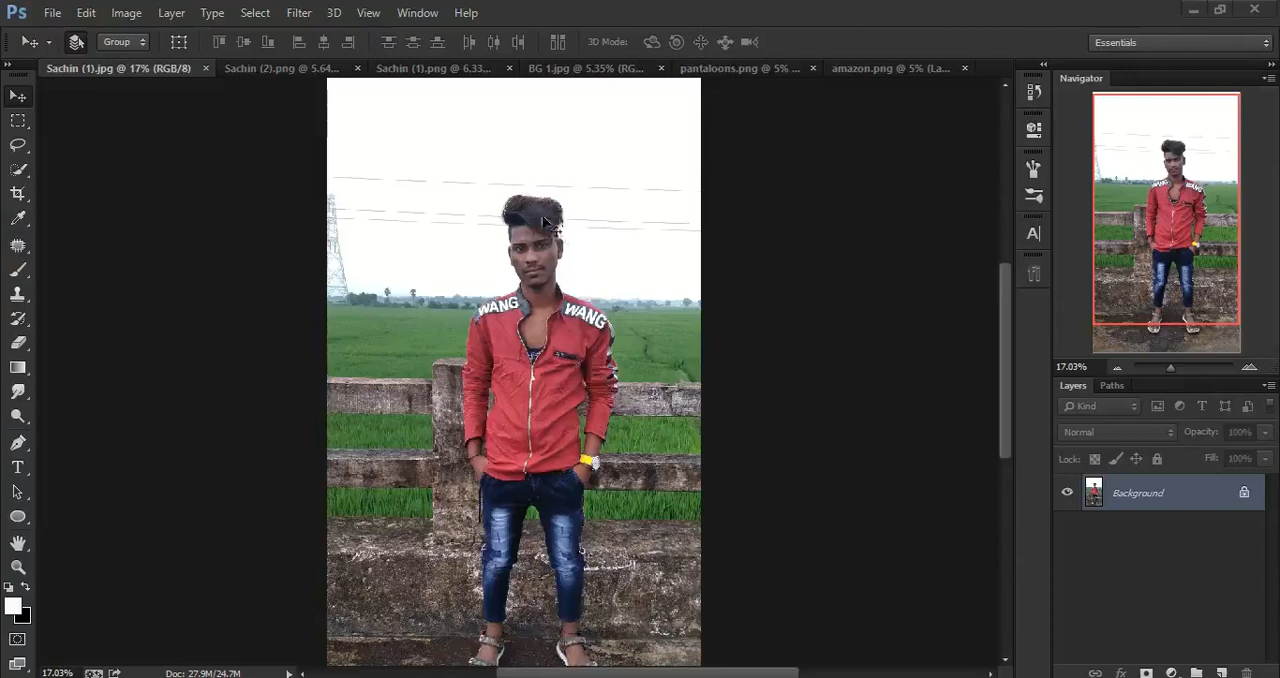 Ps File Edit Image Layer Type Select Filter 3D View Window Help
Group 3D Mode: Essentials
Sachin (1).jpg @ 17% (RGB/8) × Sachin (2).png @ 5.64... × Sachin (1).png @ 6.33... × BG 1.jpg @ 5.35% (RG... × pantaloons.png @ 5% ... × amazon.png @ 5% (La... ×
Navigator
WANG WANG
17.03%
Layers Paths
Kind
Normal Opacity: 100%
Lock: Fill: 100%
Background
17.03% Doc: 27.9M/24.7M
fx